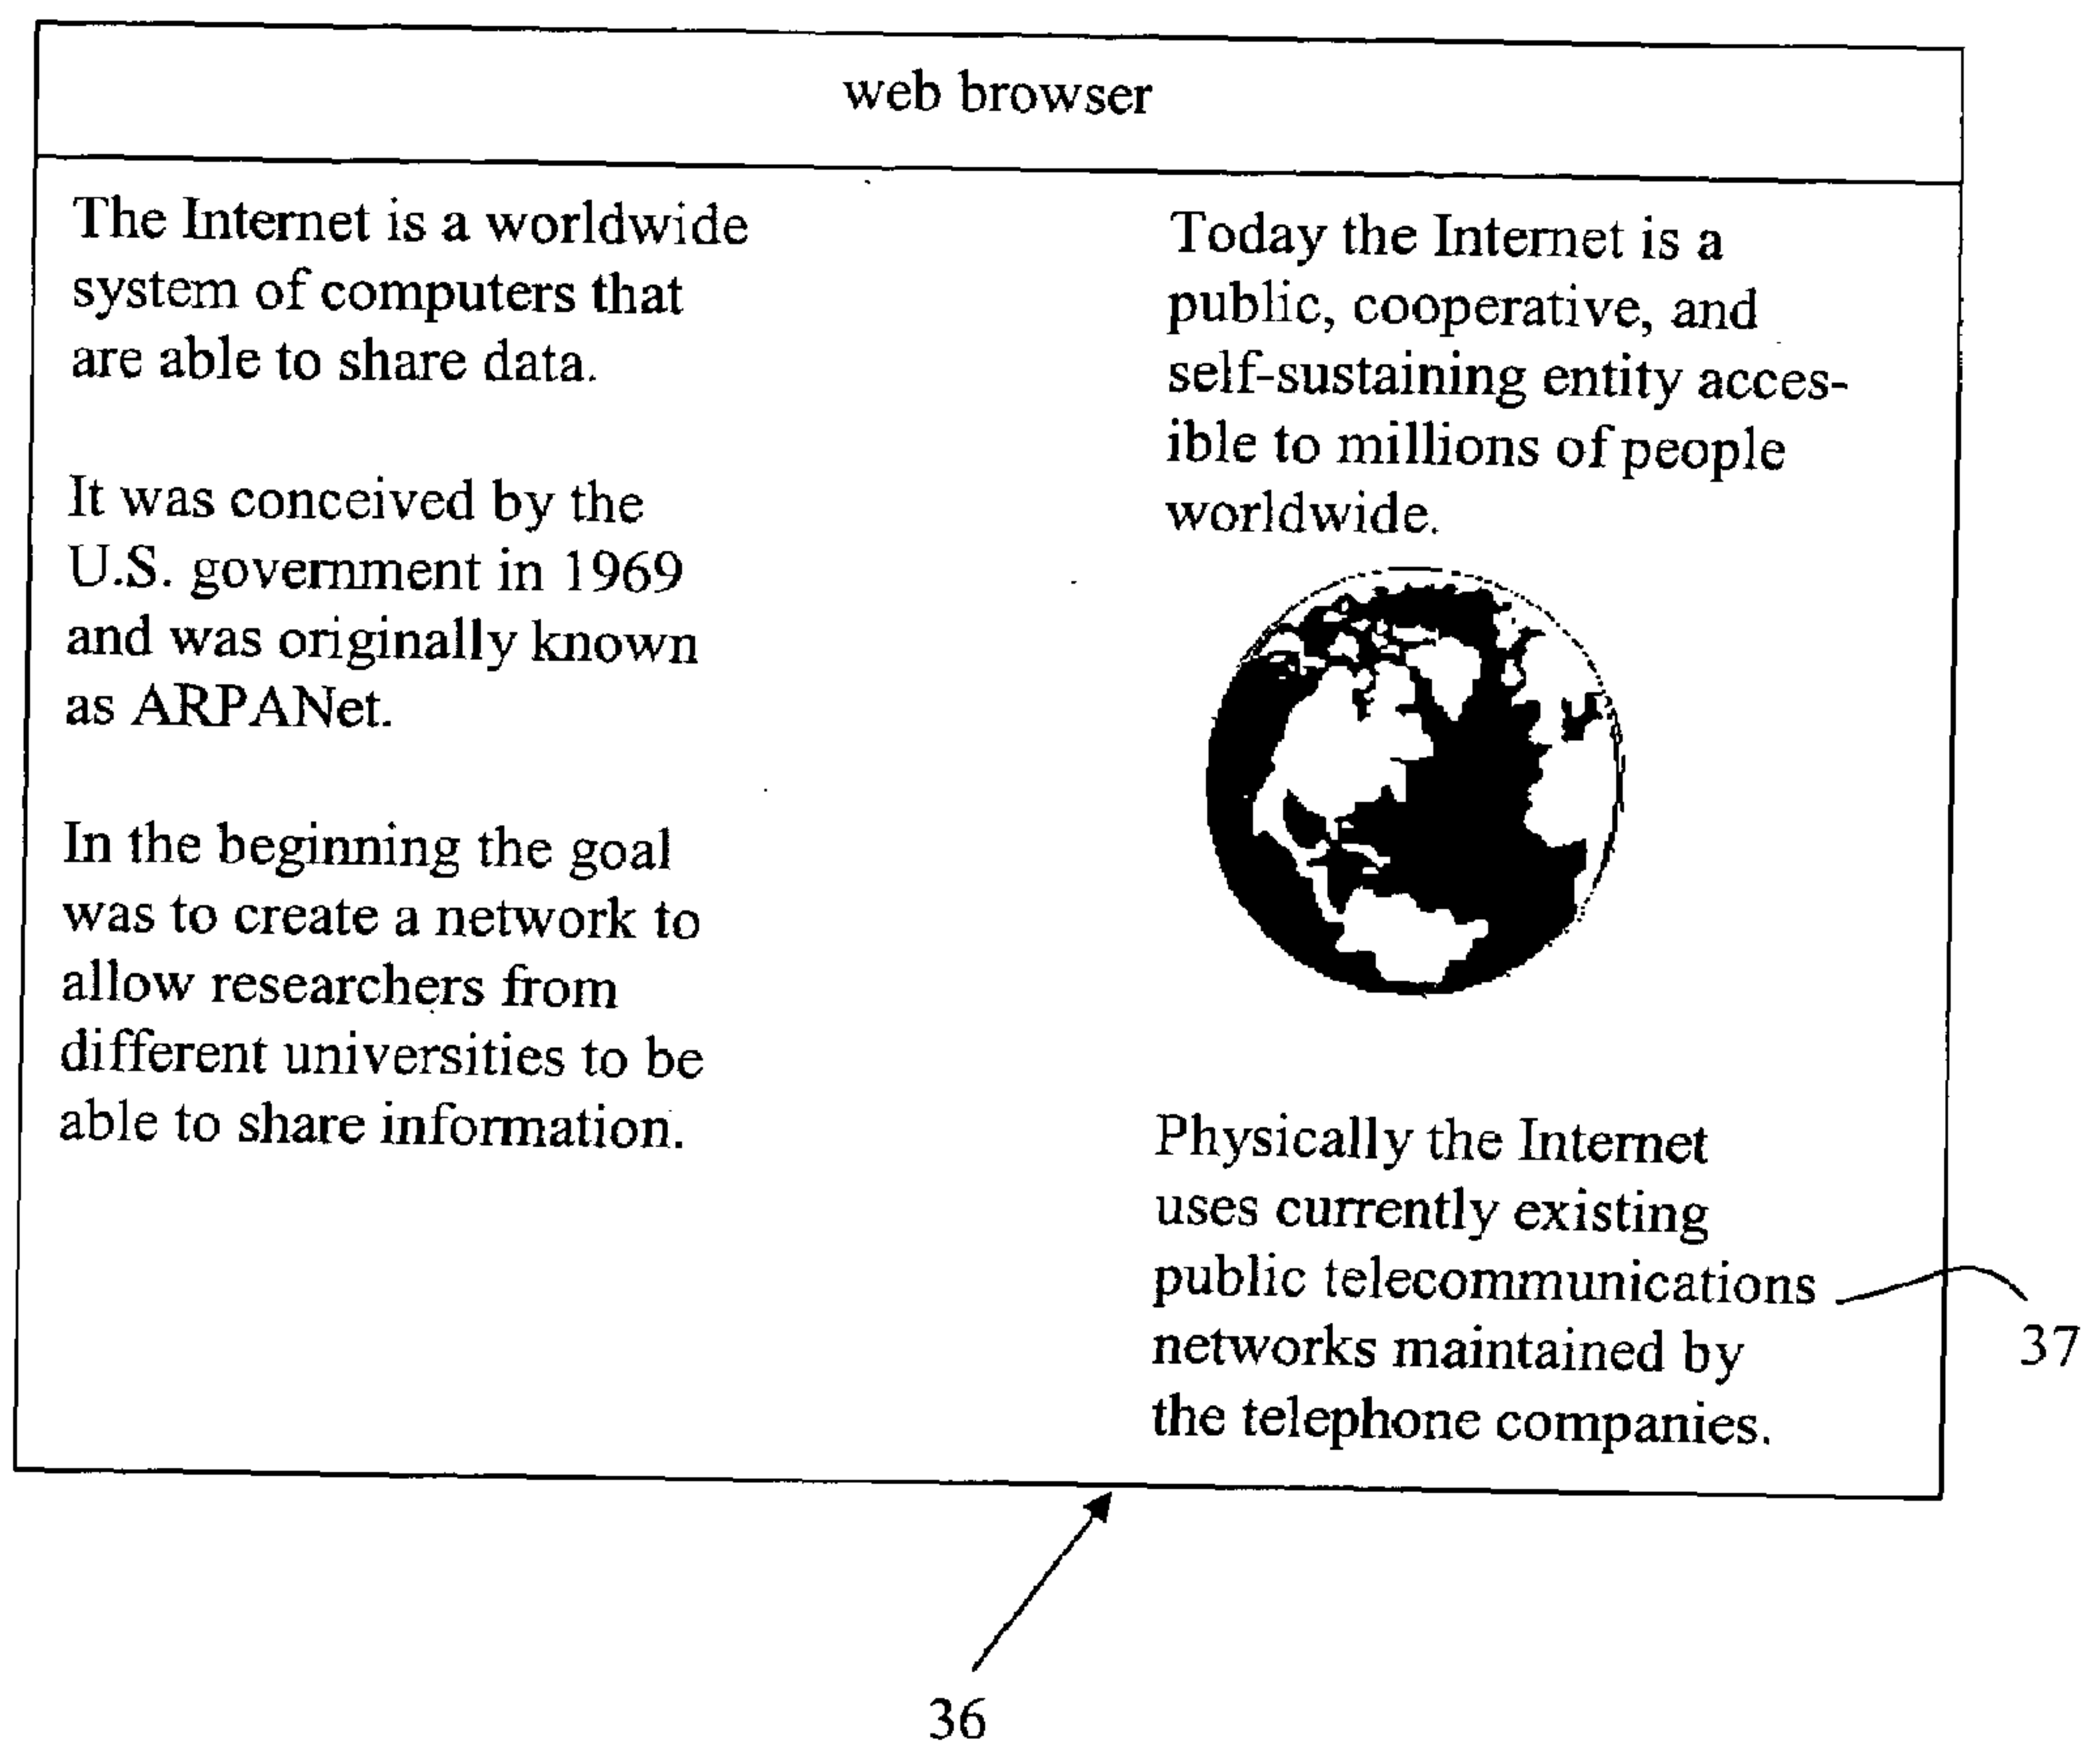 web browser
The Internet is a worldwide
system of computers that
are able to share data.
It was conceived by the
U.S. government in 1969
and was originally known
as ARPANet.
In the beginning the goal
was to create a network to
allow researchers from
different universities to be
able to share information.
Today the Internet is a
public, cooperative, and
self-sustaining entity acces-
ible to millions of people
worldwide.
Physically the Internet
uses currently existing
public telecommunications
networks maintained by
the telephone companies.
37
36